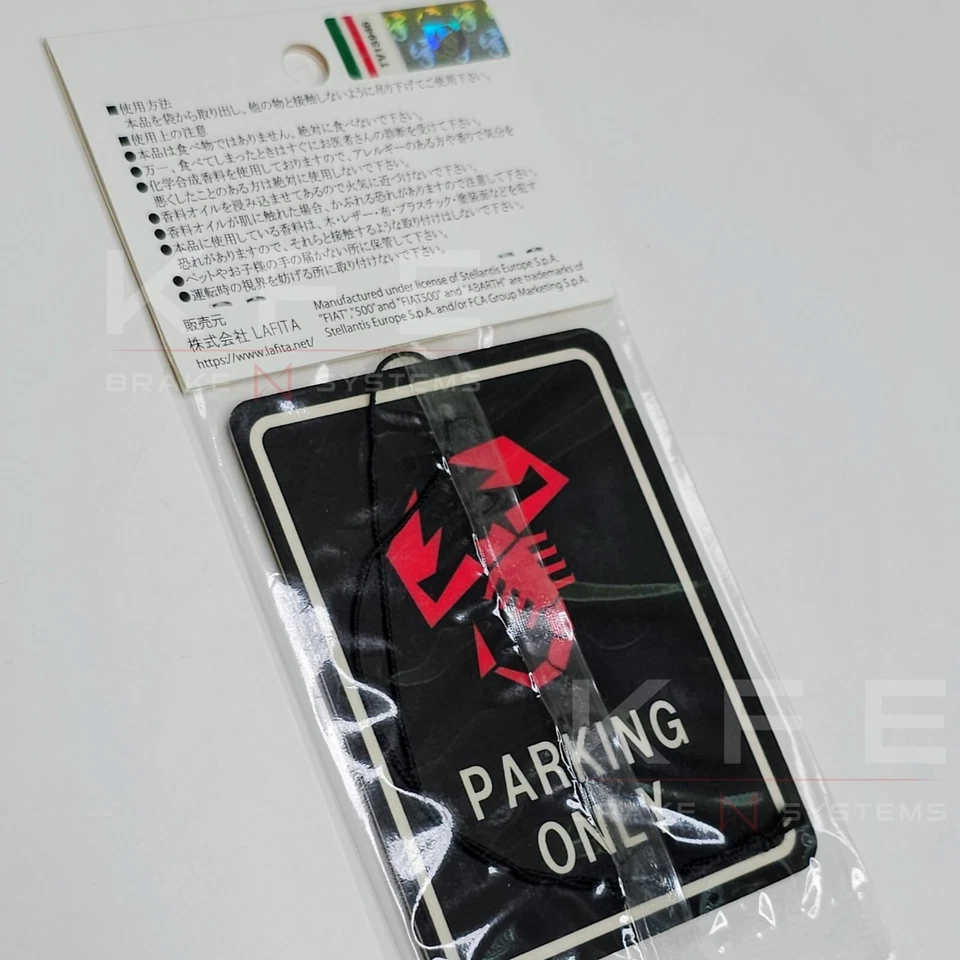 TV13946
■使用方法
本品を袋から取り出し、他の物と接触しないように吊り下げてご使用下さい。
■使用上の注意
●本品は食べ物ではありません。絶対に食べないで下さい。
●万一、食べてしまったときはすぐにお医者さんの診断を受けて下さい。
●化学合成香料を使用しておりますので、アレルギーのある方や香りで気分を
悪くしたことのある方は絶対に使用しないで下さい。
●香料オイルを浸み込ませてあるので火気に近づけないで下さい。
●香料オイルが肌に触れた場合、かぶれる恐れがありますので注意して下さい。
●本品に使用している香料は、木・レザー・布・プラスチック・塗装面などを犯す
恐れがありますので、それらと接触するような取り付けはしないで下さい。
●ペットやお子様の手の届かない所に保管して下さい。
●運転時の視界を妨げる所に取り付けないで下さい。
販売元
株式会社 LAFITA
https://www.lafita.net/
Manufactured under license of Stellantis Europe S.p.A.
"FIAT", "500" and "FIAT500" and "ABARTH" are trademarks of
Stellantis Europe S.p.A. and/or FCA Group Marketing S.p.A.
KFE
BRAKE N SYSTEMS
PARKING
ONLY
KFE
BRAKE N SYSTEMS